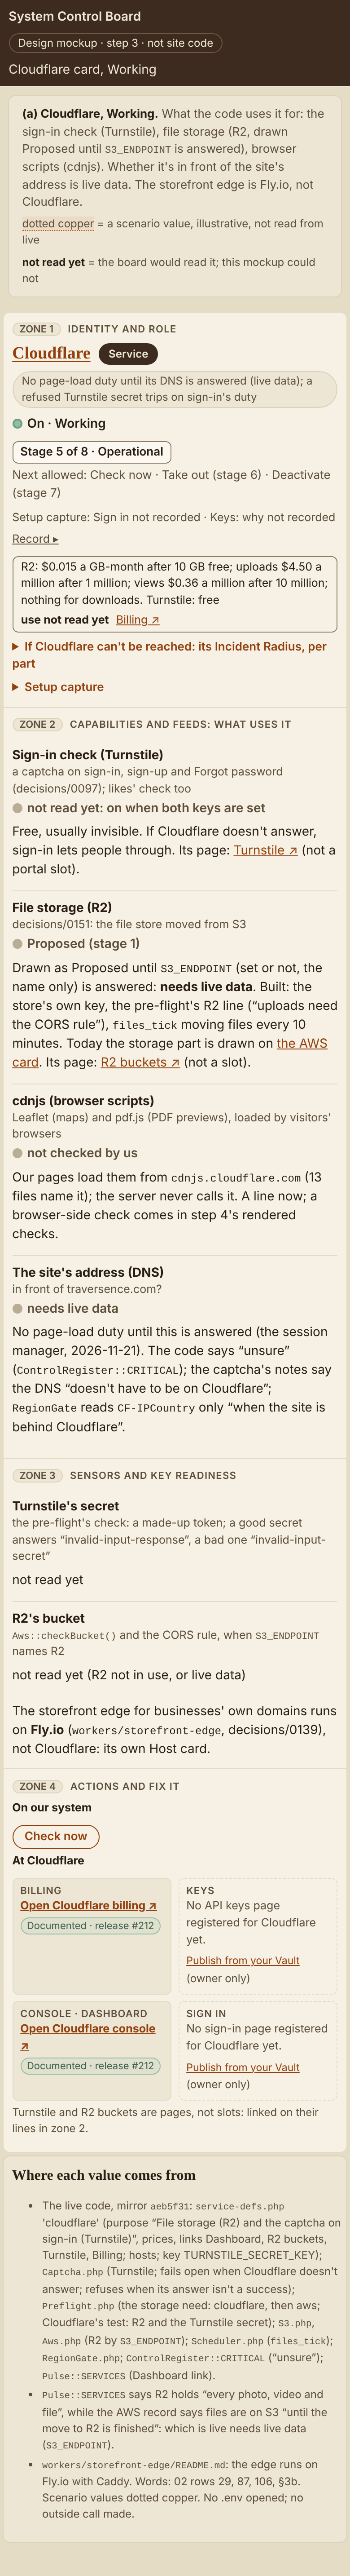 System Control Board
Design mockup · step 3 · not site code
Cloudflare card, Working
(a) Cloudflare, Working. What the code uses it for: the
sign-in check (Turnstile), file storage (R2, drawn
Proposed until S3_ENDPOINT is answered), browser
scripts (cdnjs). Whether it's in front of the site's
address is live data. The storefront edge is Fly.io, not
Cloudflare.
dotted copper = a scenario value, illustrative, not read from
live
not read yet = the board would read it; this mockup could
not
ZONE 1 IDENTITY AND ROLE
Cloudflare Service
No page-load duty until its DNS is answered (live data); a
refused Turnstile secret trips on sign-in's duty
On · Working
Stage 5 of 8 · Operational
Next allowed: Check now · Take out (stage 6) · Deactivate
(stage 7)
Setup capture: Sign in not recorded · Keys: why not recorded
Record ▸
R2: $0.015 a GB-month after 10 GB free; uploads $4.50 a
million after 1 million; views $0.36 a million after 10 million;
nothing for downloads. Turnstile: free
use not read yet Billing ↗
▶ If Cloudflare can't be reached: its Incident Radius, per
part
▶ Setup capture
ZONE 2 CAPABILITIES AND FEEDS: WHAT USES IT
Sign-in check (Turnstile)
a captcha on sign-in, sign-up and Forgot password
(decisions/0097); likes' check too
not read yet: on when both keys are set
Free, usually invisible. If Cloudflare doesn't answer,
sign-in lets people through. Its page: Turnstile ↗ (not a
portal slot).
File storage (R2)
decisions/0151: the file store moved from S3
Proposed (stage 1)
Drawn as Proposed until S3_ENDPOINT (set or not, the
name only) is answered: needs live data. Built: the
store's own key, the pre-flight's R2 line (“uploads need
the CORS rule”), files_tick moving files every 10
minutes. Today the storage part is drawn on the AWS
card. Its page: R2 buckets ↗ (not a slot).
cdnjs (browser scripts)
Leaflet (maps) and pdf.js (PDF previews), loaded by visitors'
browsers
not checked by us
Our pages load them from cdnjs.cloudflare.com (13
files name it); the server never calls it. A line now; a
browser-side check comes in step 4's rendered
checks.
The site's address (DNS)
in front of traversence.com?
needs live data
No page-load duty until this is answered (the session
manager, 2026-11-21). The code says “unsure”
(ControlRegister::CRITICAL); the captcha's notes say
the DNS “doesn't have to be on Cloudflare”;
RegionGate reads CF-IPCountry only “when the site is
behind Cloudflare”.
ZONE 3 SENSORS AND KEY READINESS
Turnstile's secret
the pre-flight's check: a made-up token; a good secret
answers “invalid-input-response”, a bad one “invalid-input-
secret”
not read yet
R2's bucket
Aws::checkBucket() and the CORS rule, when S3_ENDPOINT
names R2
not read yet (R2 not in use, or live data)
The storefront edge for businesses' own domains runs
on Fly.io (workers/storefront-edge, decisions/0139),
not Cloudflare: its own Host card.
ZONE 4 ACTIONS AND FIX IT
On our system
Check now
At Cloudflare
BILLING
Open Cloudflare billing ↗
Documented · release #212
KEYS
No API keys page
registered for Cloudflare
yet.
Publish from your Vault
(owner only)
CONSOLE · DASHBOARD
Open Cloudflare console
↗
Documented · release #212
SIGN IN
No sign-in page registered
for Cloudflare yet.
Publish from your Vault
(owner only)
Turnstile and R2 buckets are pages, not slots: linked on their
lines in zone 2.
Where each value comes from
• The live code, mirror aeb5f31: service-defs.php
'cloudflare' (purpose “File storage (R2) and the captcha on
sign-in (Turnstile)”, prices, links Dashboard, R2 buckets,
Turnstile, Billing; hosts; key TURNSTILE_SECRET_KEY);
Captcha.php (Turnstile; fails open when Cloudflare doesn't
answer; refuses when its answer isn't a success);
Preflight.php (the storage need: cloudflare, then aws;
Cloudflare's test: R2 and the Turnstile secret); S3.php,
Aws.php (R2 by S3_ENDPOINT); Scheduler.php (files_tick);
RegionGate.php; ControlRegister::CRITICAL (“unsure”);
Pulse::SERVICES (Dashboard link).
• Pulse::SERVICES says R2 holds “every photo, video and
file”, while the AWS record says files are on S3 “until the
move to R2 is finished”: which is live needs live data
(S3_ENDPOINT).
• workers/storefront-edge/README.md: the edge runs on
Fly.io with Caddy. Words: 02 rows 29, 87, 106, §3b.
Scenario values dotted copper. No .env opened; no
outside call made.